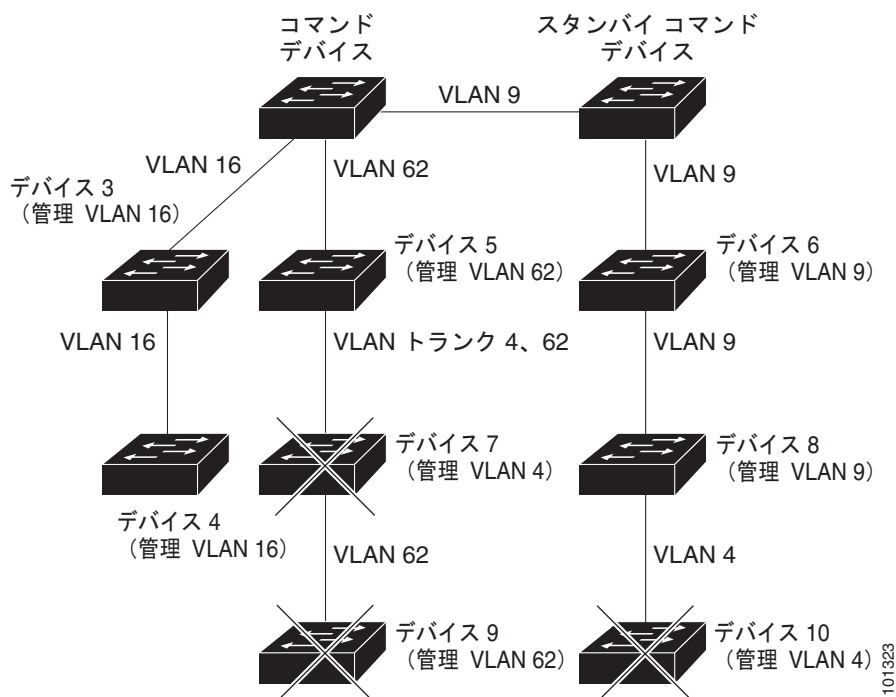 コマンド
デバイス
スタンバイ コマンド
デバイス
VLAN 9
VLAN 16
VLAN 62
VLAN 9
デバイス 3
（管理 VLAN 16）
デバイス 5
（管理 VLAN 62）
デバイス 6
（管理 VLAN 9）
VLAN 16
VLAN トランク 4、62
VLAN 9
デバイス 7
（管理 VLAN 4）
デバイス 8
（管理 VLAN 9）
デバイス 4
（管理 VLAN 16）
VLAN 62
VLAN 4
デバイス 9
（管理 VLAN 62）
デバイス 10
（管理 VLAN 4）
101323